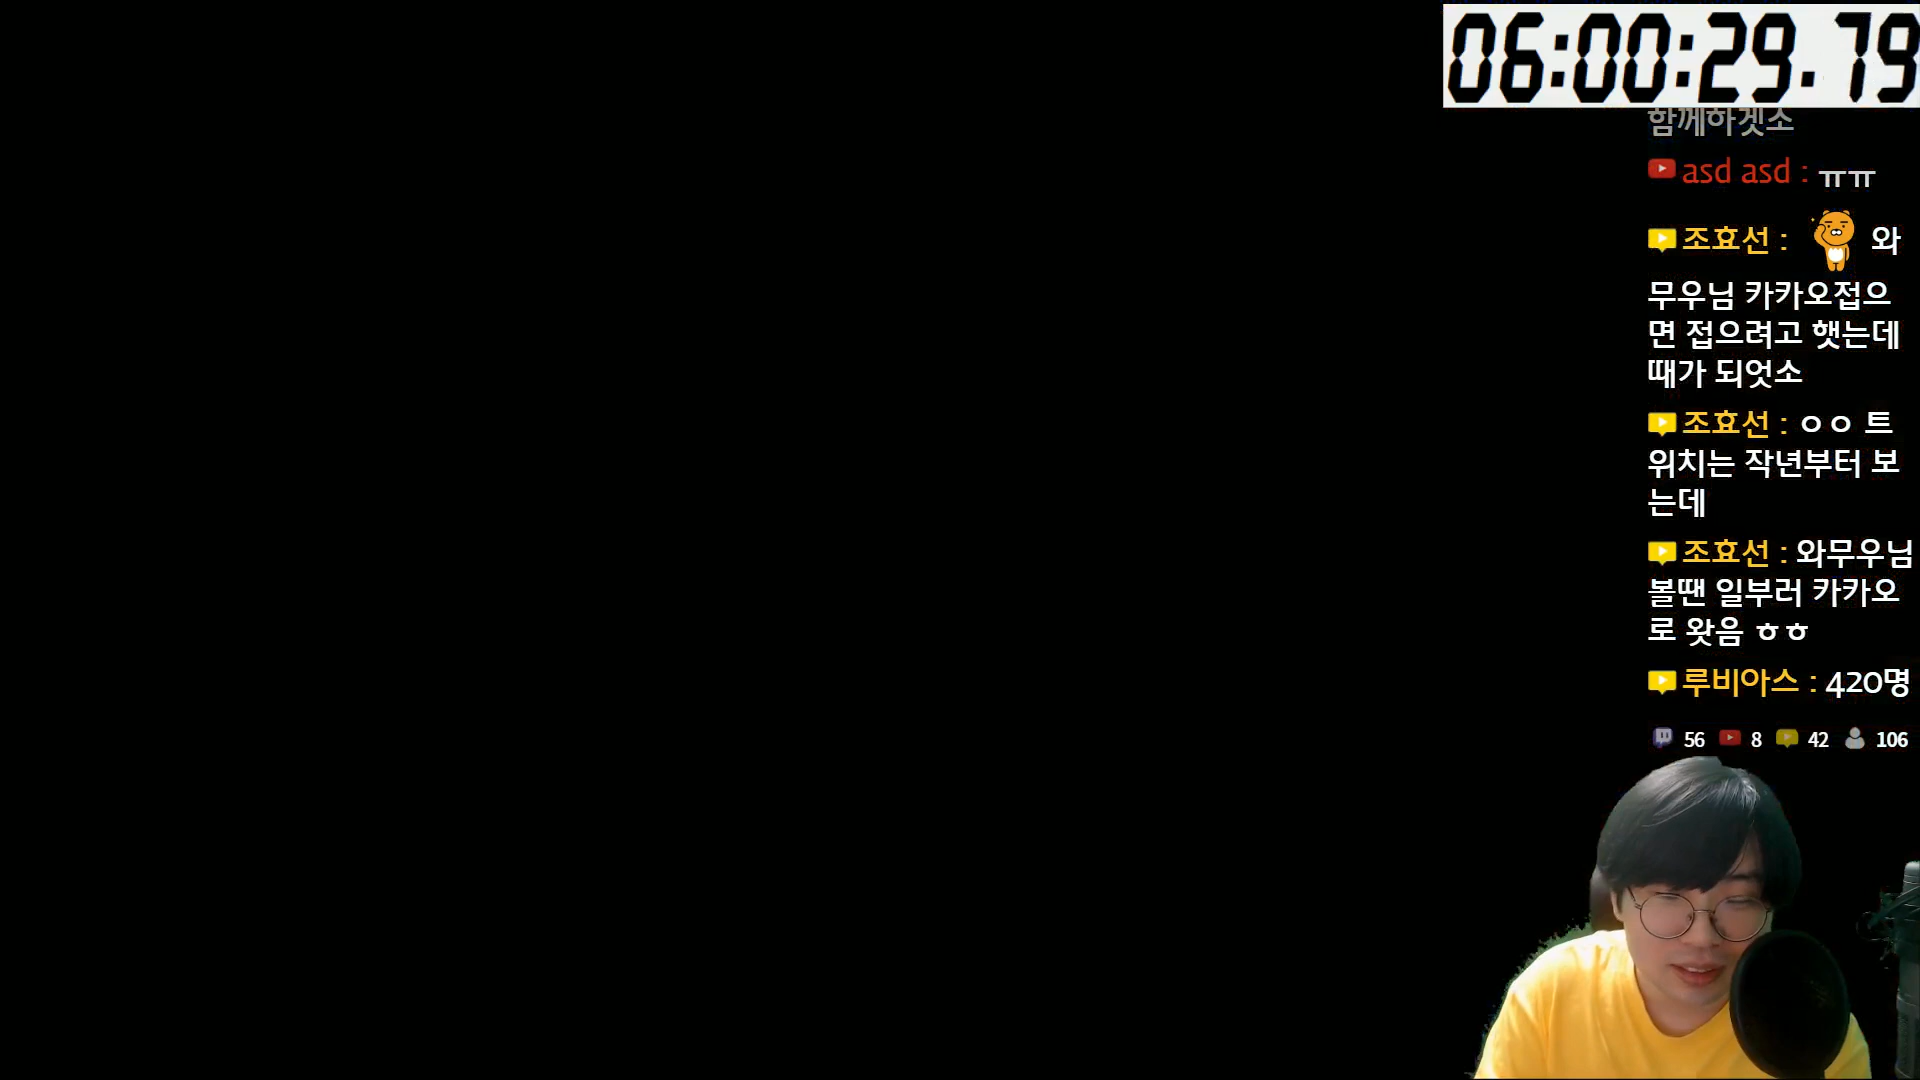 06:00:29.79
함께하겟소
asd asd : ㅠㅠ
조효선 : 와
무우님 카카오접으
면 접으려고 햇는데
때가 되엇소
조효선 : ㅇㅇ 트
위치는 작년부터 보
는데
조효선 : 와무우님
볼땐 일부러 카카오
로 왓음 ㅎㅎ
루비아스 : 420명
56 8 42 106